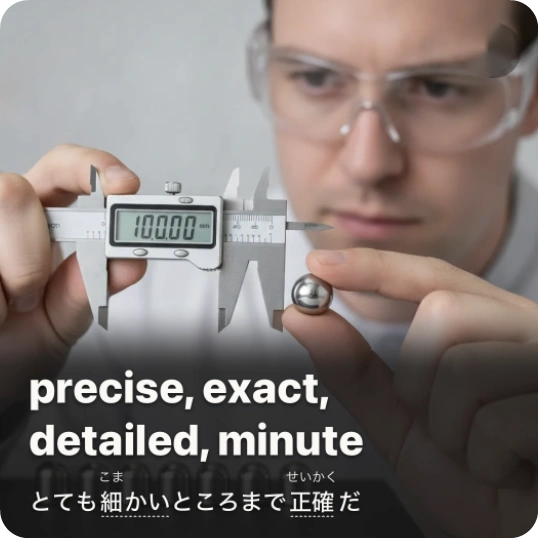 100.00
precise, exact,
detailed, minute
こま せいかく
とても細かいところまで正確だ